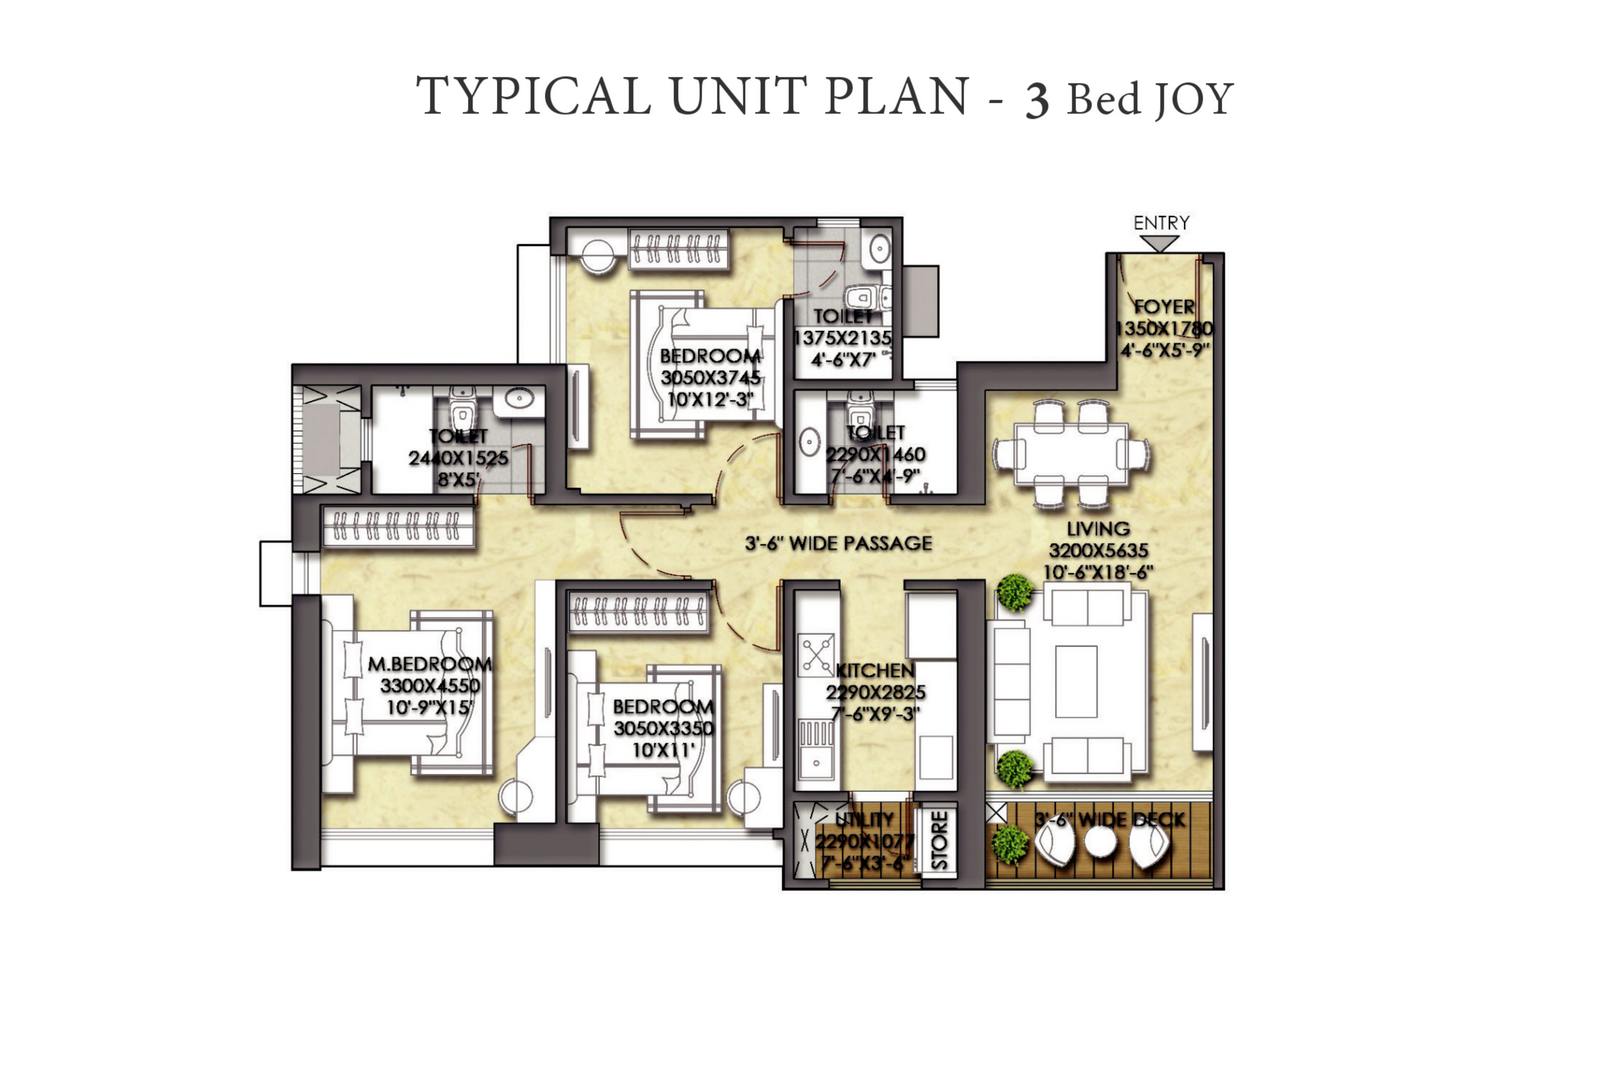 TYPICAL UNIT PLAN - 3 Bed JOY
ENTRY
FOYER
1350X1780
4'-6"X5'-9"
TOILET
1375X2135
4'-6"X7'
BEDROOM
3050X3745
10'X12'-3"
TOILET
2440X1525
8'X5'
TOILET
2290X1460
7'-6"X4'-9"
LIVING
3200X5635
10'-6"X18'-6"
3'-6" WIDE PASSAGE
M.BEDROOM
3300X4550
10'-9"X15'
BEDROOM
3050X3350
10'X11'
KITCHEN
2290X2825
7'-6"X9'-3"
UTILITY
2290X1077
7'-6"X3'-6"
STORE
3'-6" WIDE DECK